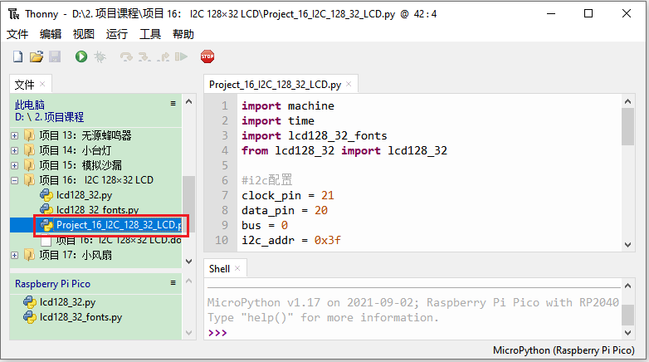 Thonny - D:\2. 项目课程\项目 16: I2C 128×32 LCD\Project_16_I2C_128_32_LCD.py @ 42 : 4
文件 编辑 视图 运行 工具 帮助
STOP
文件
此电脑
D: \ 2. 项目课程
项目 13: 无源蜂鸣器
项目 14: 小台灯
项目 15: 模拟沙漏
项目 16: I2C 128×32 LCD
lcd128_32.py
lcd128_32_fonts.py
Project_16_I2C_128_32_LCD.p
项目 16: I2C 128×32 LCD.do
项目 17: 小风扇
Raspberry Pi Pico
lcd128_32.py
lcd128_32_fonts.py
Project_16_I2C_128_32_LCD.py
1 import machine
2 import time
3 import lcd128_32_fonts
4 from lcd128_32 import lcd128_32
5
6 #i2c配置
7 clock_pin = 21
8 data_pin = 20
9 bus = 0
10 i2c_addr = 0x3f
Shell
MicroPython v1.17 on 2021-09-02; Raspberry Pi Pico with RP2040
Type "help()" for more information.
>>>
MicroPython (Raspberry Pi Pico)